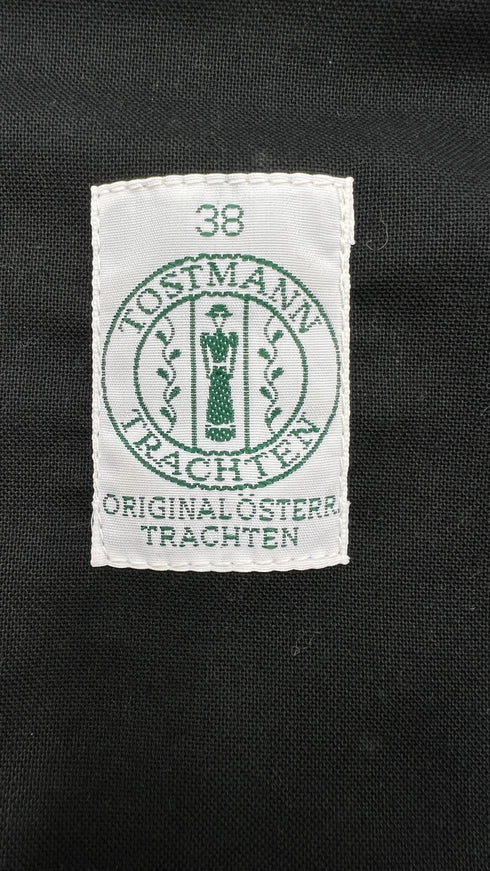 38
TOSTMANN
TRACHTEN
ORIGINAL ÖSTERR.
TRACHTEN